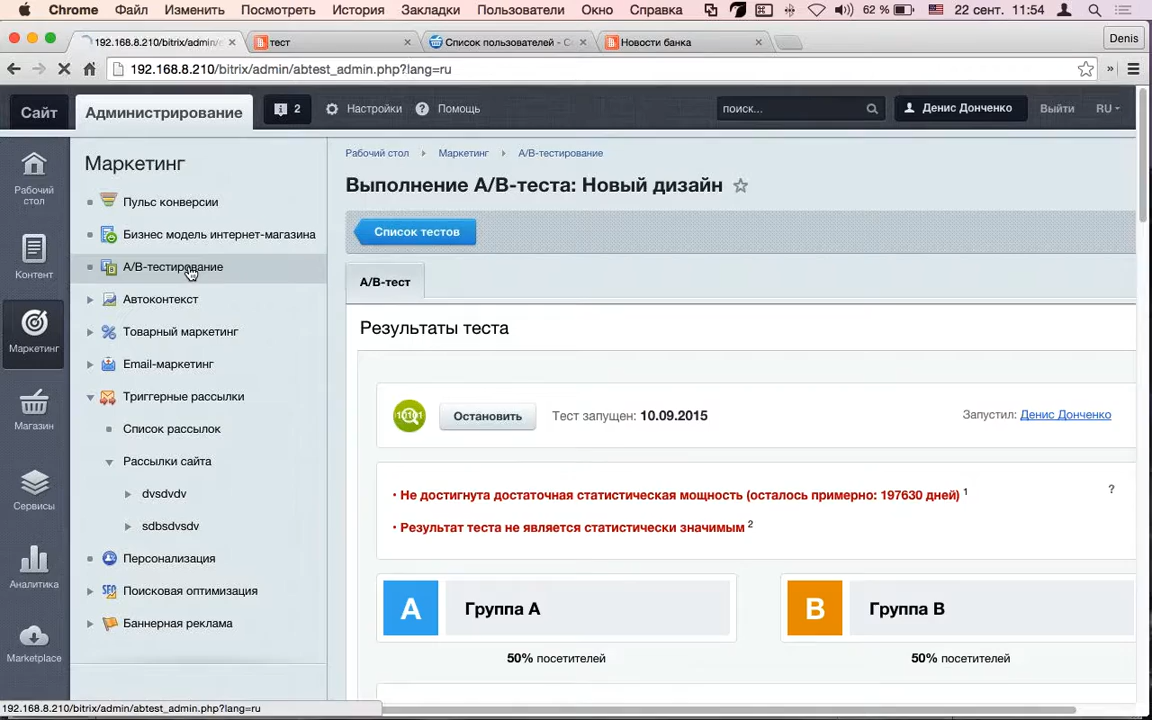 Chrome Файл Изменить Посмотреть История Закладки Пользователи Окно Справка 62 % 22 сент. 11:54
192.168.8.210/bitrix/admin/ тест Список пользователей - С Новости банка Denis
192.168.8.210/bitrix/admin/abtest_admin.php?lang=ru
Сайт Администрирование 2 Настройки Помощь поиск... Денис Донченко Выйти RU
Рабочий стол
Контент
Маркетинг
Магазин
Сервисы
Аналитика
Marketplace
Маркетинг
Пульс конверсии
Бизнес модель интернет-магазина
A/B-тестирование
Автоконтекст
Товарный маркетинг
Email-маркетинг
Триггерные рассылки
Список рассылок
Рассылки сайта
dvsdvdv
sdbsdvsdv
Персонализация
Поисковая оптимизация
Баннерная реклама
Рабочий стол Маркетинг A/B-тестирование
Выполнение A/B-теста: Новый дизайн
Список тестов
A/B-тест
Результаты теста
Остановить Тест запущен: 10.09.2015 Запустил: Денис Донченко
• Не достигнута достаточная статистическая мощность (осталось примерно: 197630 дней) 1 ?
• Результат теста не является статистически значимым 2
A Группа A B Группа B
50% посетителей 50% посетителей
192.168.8.210/bitrix/admin/abtest_admin.php?lang=ru